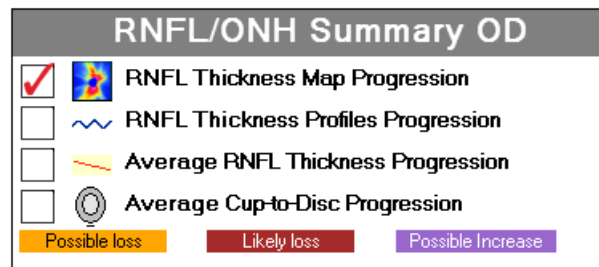 RNFL/ONH Summary OD
RNFL Thickness Map Progression
RNFL Thickness Profiles Progression
Average RNFL Thickness Progression
Average Cup-to-Disc Progression
Possible loss Likely loss Possible Increase